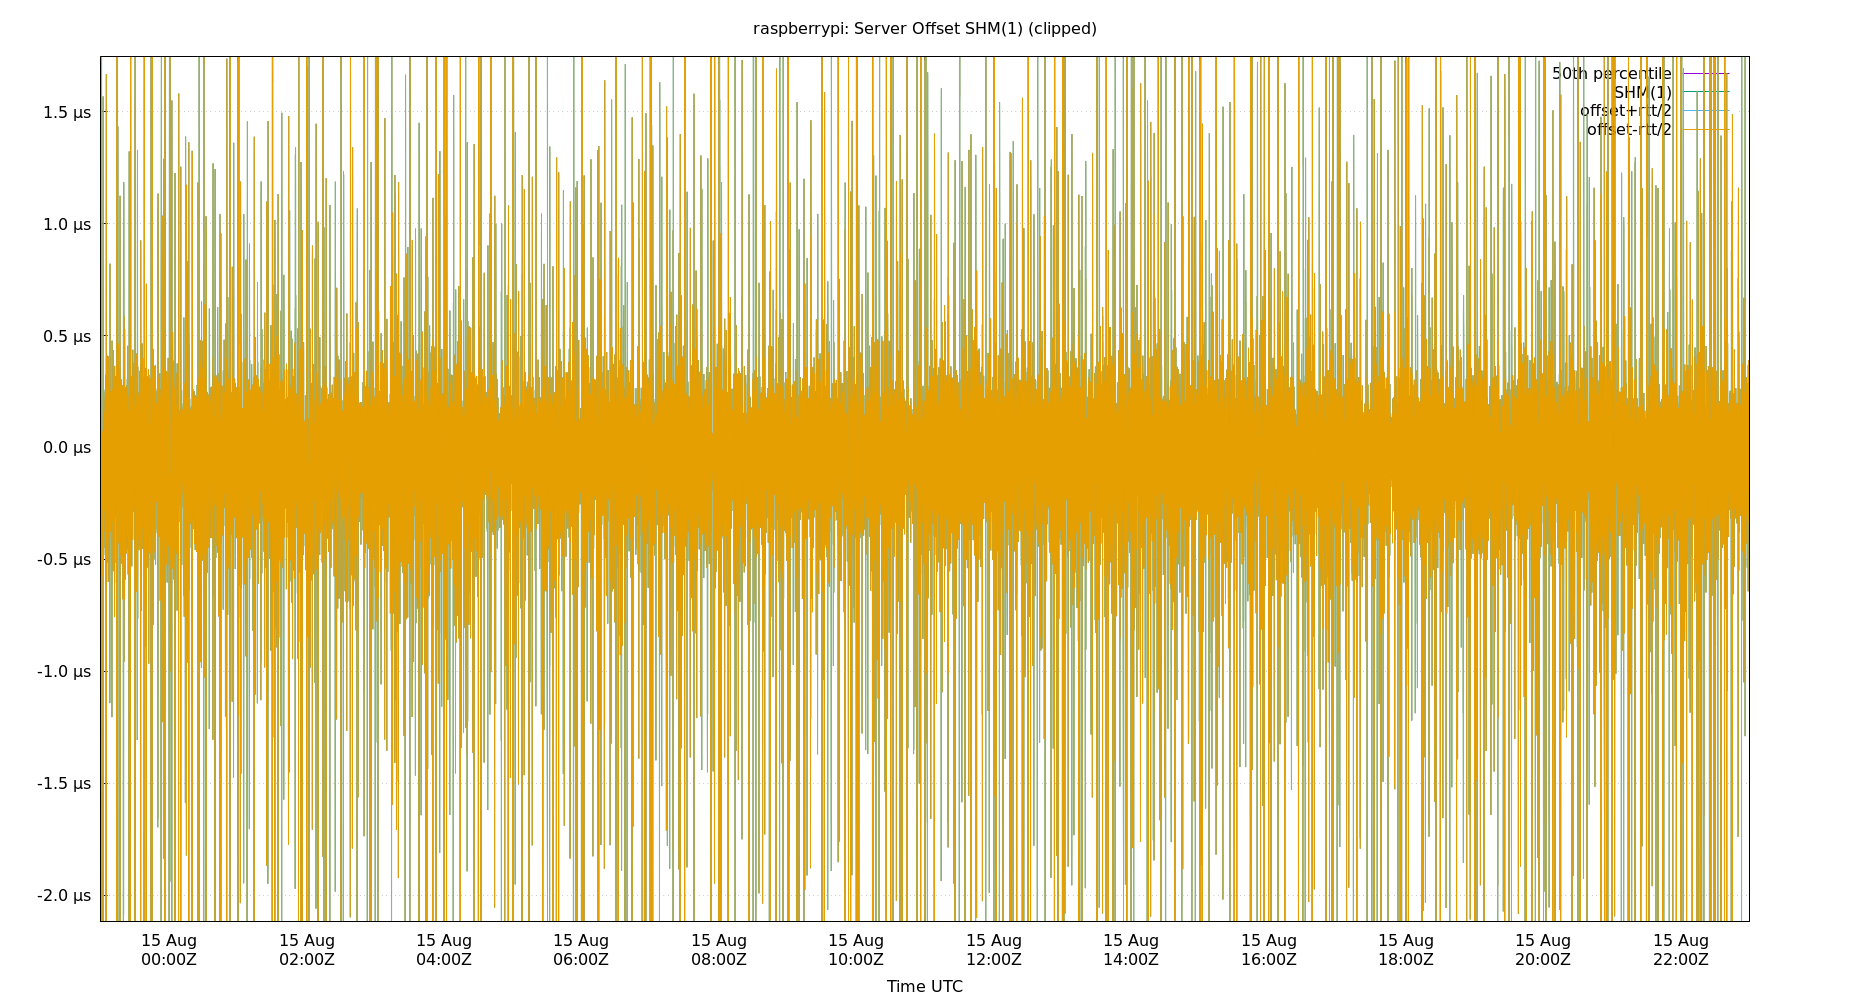 raspberrypi: Server Offset SHM(1) (clipped)
50th percentile
SHM(1)
offset+rtt/2
offset-rtt/2
1.5 µs
1.0 µs
0.5 µs
0.0 µs
-0.5 µs
-1.0 µs
-1.5 µs
-2.0 µs
15 Aug 15 Aug 15 Aug 15 Aug 15 Aug 15 Aug 15 Aug 15 Aug 15 Aug 15 Aug 15 Aug 15 Aug
00:00Z 02:00Z 04:00Z 06:00Z 08:00Z 10:00Z 12:00Z 14:00Z 16:00Z 18:00Z 20:00Z 22:00Z
Time UTC